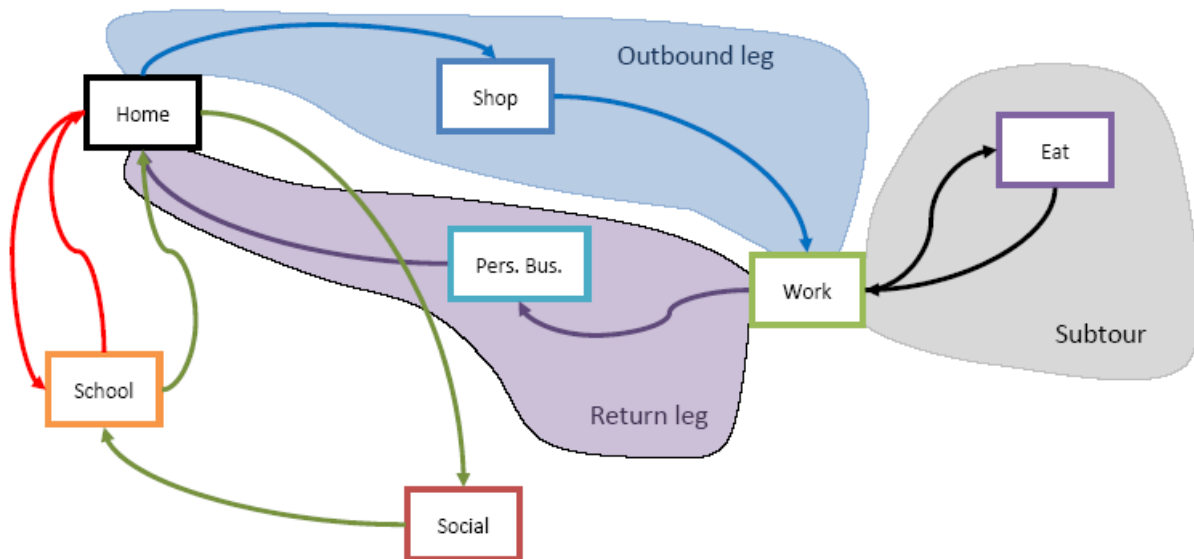 Outbound leg
Shop
Home
Eat
Pers. Bus.
Work
Subtour
School
Return leg
Social